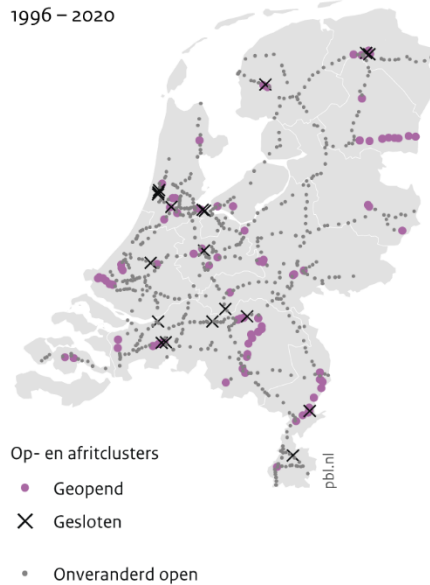 1996 – 2020
Op- en afritclusters
Geopend
Gesloten
Onveranderd open
pbl.nl